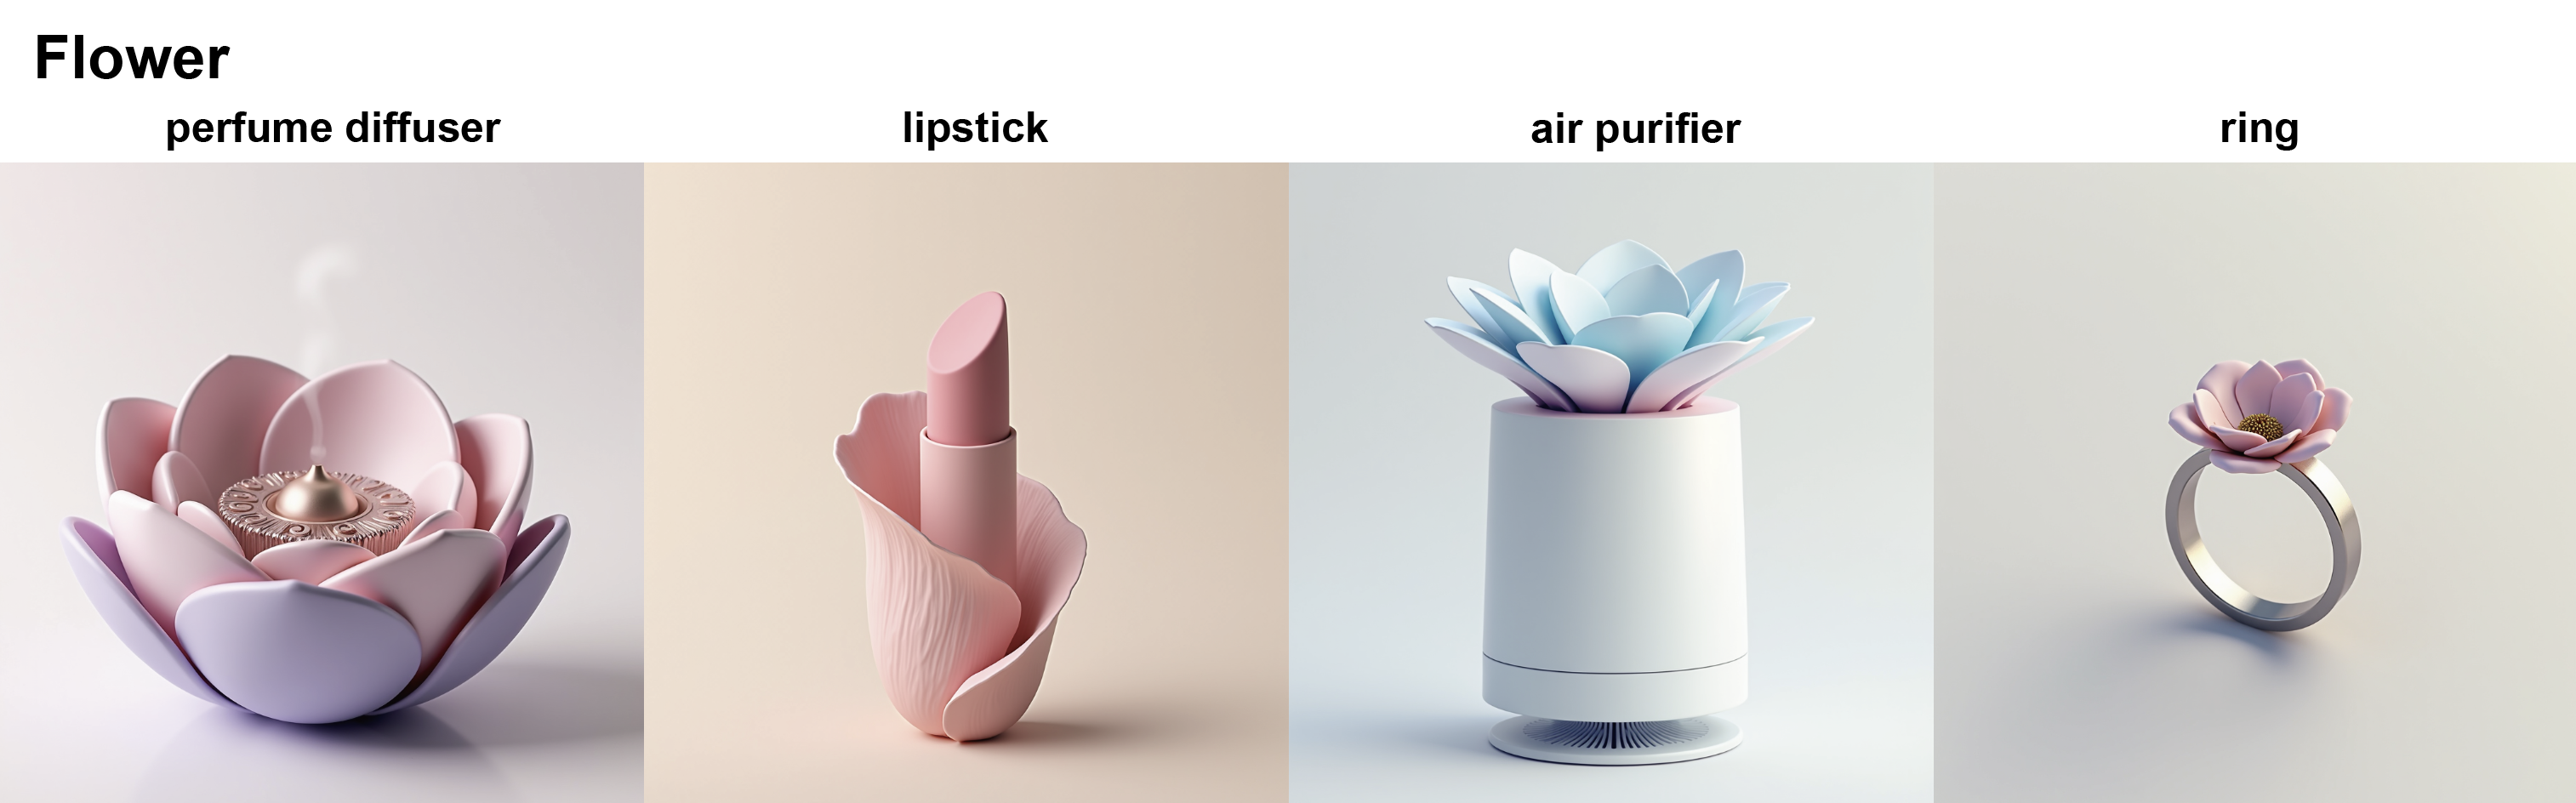 Flower
perfume diffuser
lipstick
air purifier
ring